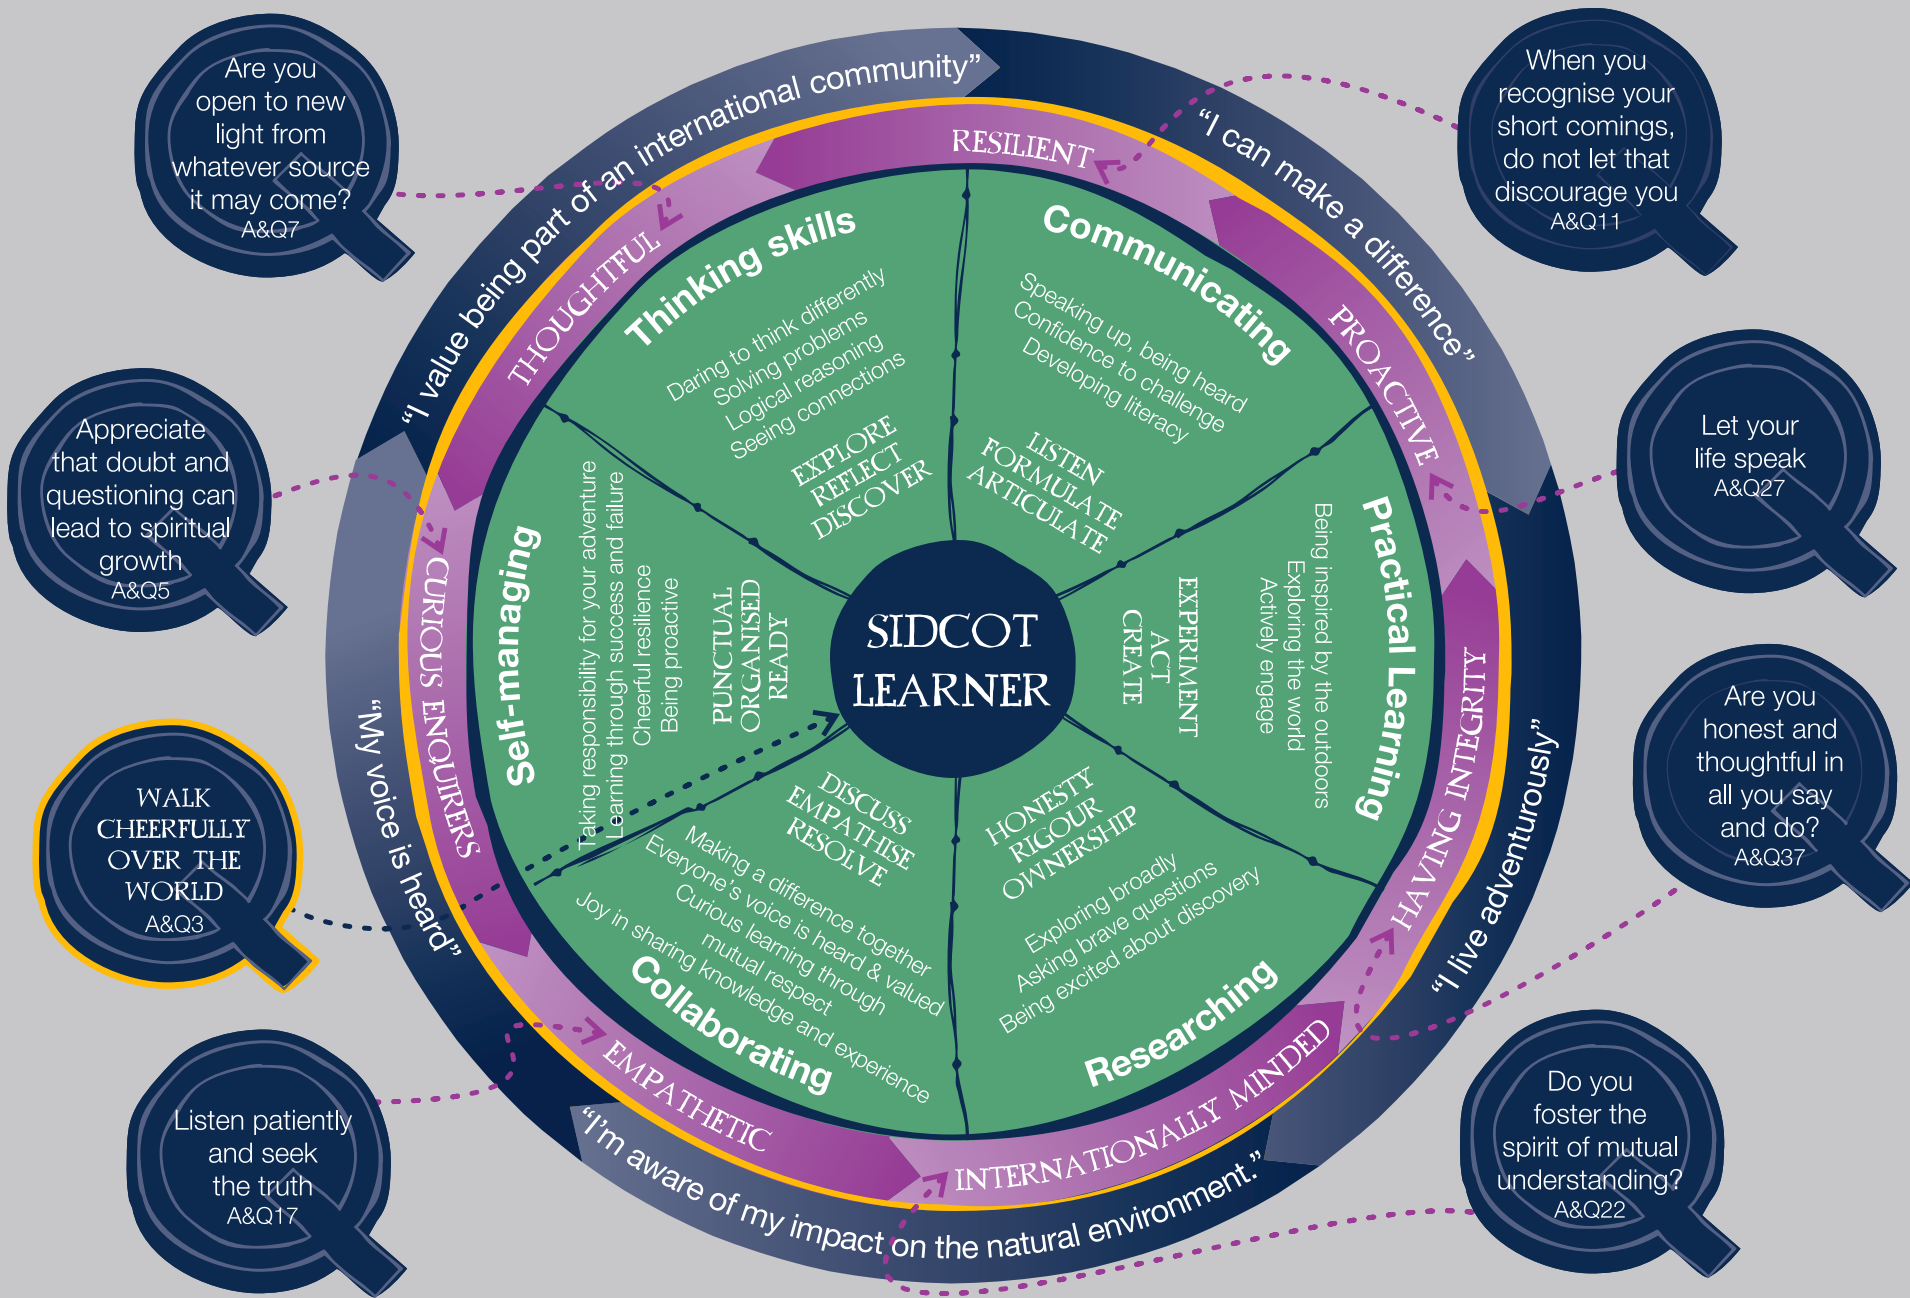 Are you
open to new
light from
whatever source
it may come?
A&Q7
Appreciate
that doubt and
questioning can
lead to spiritual
growth
A&Q5
WALK
CHEERFULLY
OVER THE
WORLD
A&Q3
Listen patiently
and seek
the truth
A&Q17
When you
recognise your
short comings,
do not let that
discourage you
A&Q11
Let your
life speak
A&Q27
Are you
honest and
thoughtful in
all you say
and do?
A&Q37
Do you
foster the
spirit of mutual
understanding?
A&Q22
“I value being part of an international community”
“I can make a difference”
“I live adventurously”
“I’m aware of my impact on the natural environment.”
“My voice is heard”
RESILIENT
PROACTIVE
HAVING INTEGRITY
INTERNATIONALLY MINDED
EMPATHETIC
CURIOUS ENQUIRERS
THOUGHTFUL
Thinking skills
Daring to think differently
Solving problems
Logical reasoning
Seeing connections
EXPLORE
REFLECT
DISCOVER
Communicating
Speaking up, being heard
Confidence to challenge
Developing literacy
LISTEN
FORMULATE
ARTICULATE
Practical Learning
Being inspired by the outdoors
Exploring the world
Actively engage
EXPERIMENT
ACT
CREATE
HONESTY
RIGOUR
OWNERSHIP
Exploring broadly
Asking brave questions
Being excited about discovery
Researching
DISCUSS
EMPATHISE
RESOLVE
Making a difference together
Everyone’s voice is heard & valued
Curious learning through
mutual respect
Joy in sharing knowledge and experience
Collaborating
Self-managing
Taking responsibility for your adventure
Learning through success and failure
Cheerful resilience
Being proactive
PUNCTUAL
ORGANISED
READY
SIDCOT
LEARNER